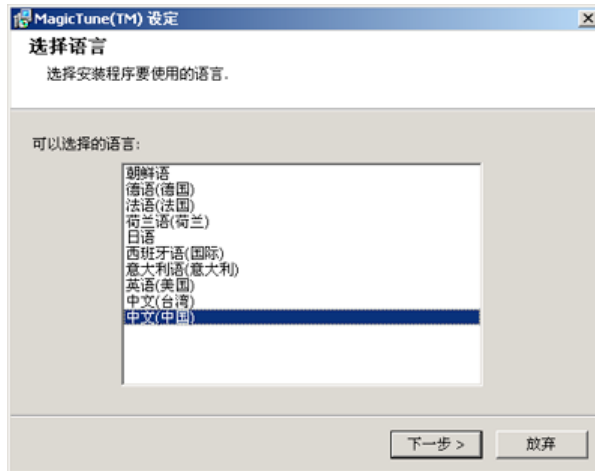 MagicTune(TM) 设定
选择语言
选择安装程序要使用的语言.
可以选择的语言:
朝鲜语
德语(德国)
法语(法国)
荷兰语(荷兰)
日语
西班牙语(国际)
意大利语(意大利)
英语(美国)
中文(台湾)
中文(中国)
下一步 >
放弃